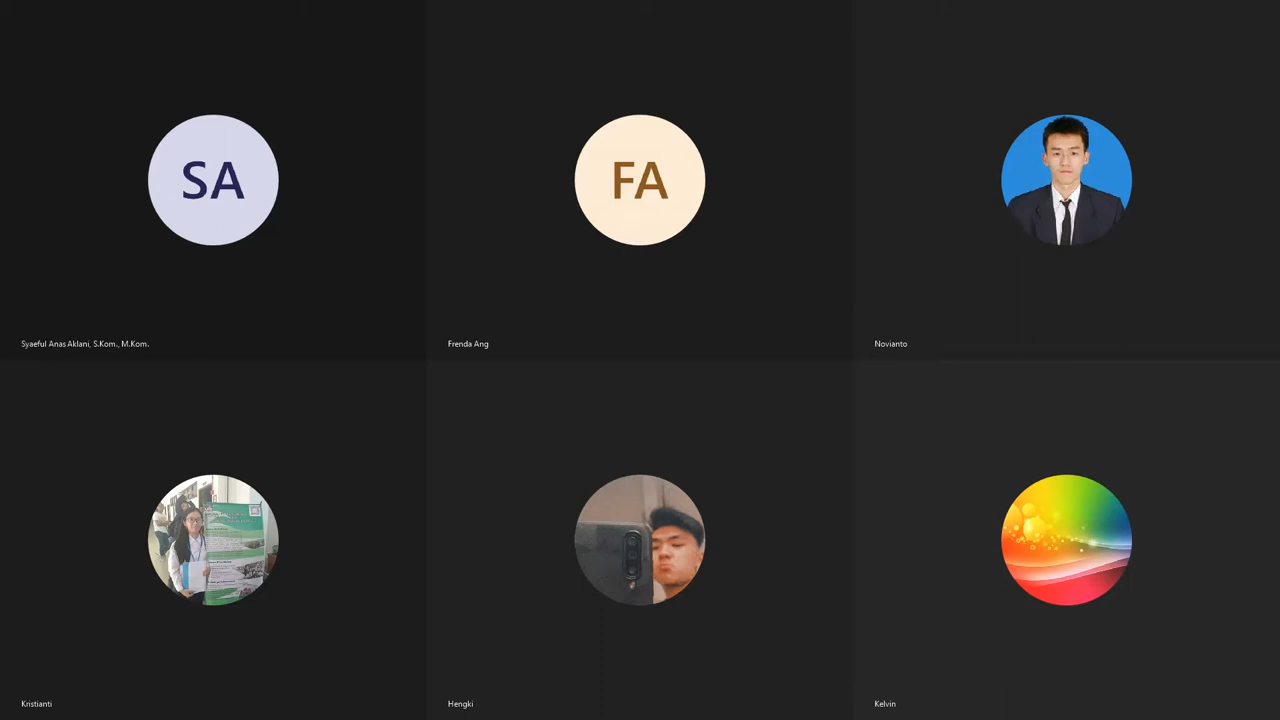 SA
FA
Syaeful Anas Aklani, S.Kom., M.Kom.
Frenda Ang
Novianto
Kristianti
Hengki
Kelvin